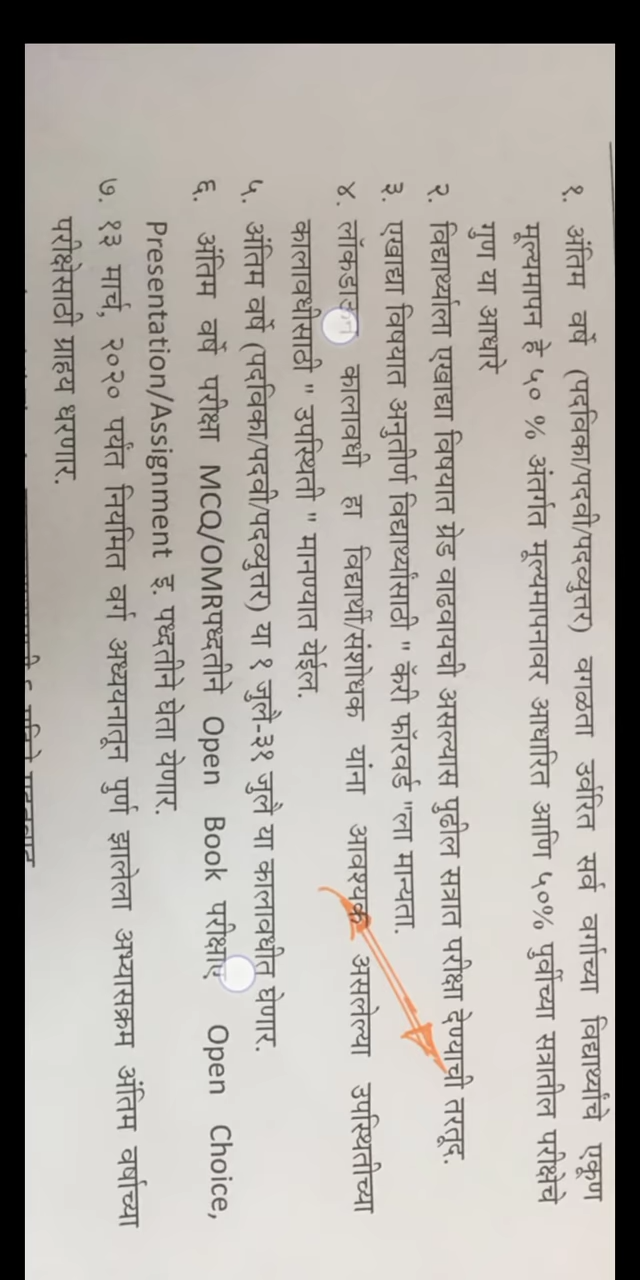 १. अंतिम वर्ष (पदविका/पदवी/पदव्युत्तर) वगळता उर्वरित सर्व वर्गाच्या विद्यार्थ्यांचे एकूण
मूल्यमापन हे ५० % अंतर्गत मूल्यमापनावर आधारित आणि ५०% पुर्वीच्या सत्रातील परीक्षेचे
गुण या आधारे
२. विद्यार्थ्याला एखाद्या विषयात ग्रेड वाढवायची असल्यास पुढील सत्रात परीक्षा देण्याची तरतूद.
३. एखाद्या विषयात अनुतीर्ण विद्यार्थ्यांसाठी " कॅरी फॉरवर्ड "ला मान्यता.
४. लॉकडाऊन कालावधी हा विद्यार्थी/संशोधक यांना आवश्यक असलेल्या उपस्थितीच्या
कालावधीसाठी " उपस्थिती " मानण्यात येईल.
५. अंतिम वर्ष (पदविका/पदवी/पदव्युत्तर) या १ जुलै-३१ जुलै या कालावधीत घेणार.
६. अंतिम वर्ष परीक्षा MCQ/OMRपध्दतीने Open Book परीक्षाए Open Choice,
Presentation/Assignment इ. पध्दतीने घेता येणार.
७. १३ मार्च, २०२० पर्यंत नियमित वर्ग अध्ययनातून पुर्ण झालेला अभ्यासक्रम अंतिम वर्षाच्या
परीक्षेसाठी ग्राहय धरणार.